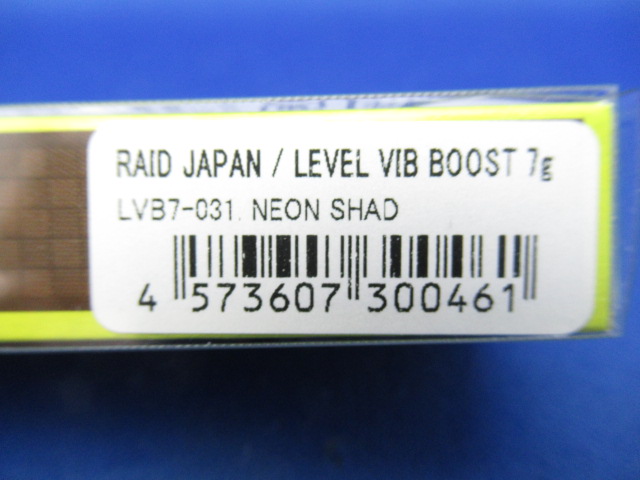 RAID JAPAN / LEVEL VIB BOOST 7g
LVB7-031. NEON SHAD
4 573607 300461